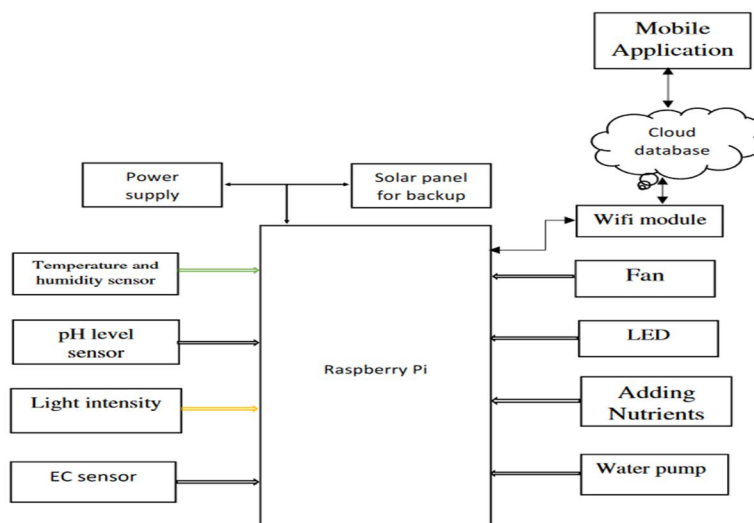 Mobile
Application
Cloud
database
Power
supply
Solar panel
for backup
Wifi module
Temperature and
humidity sensor
Fan
pH level
sensor
LED
Raspberry Pi
Light intensity
Adding
Nutrients
EC sensor
Water pump